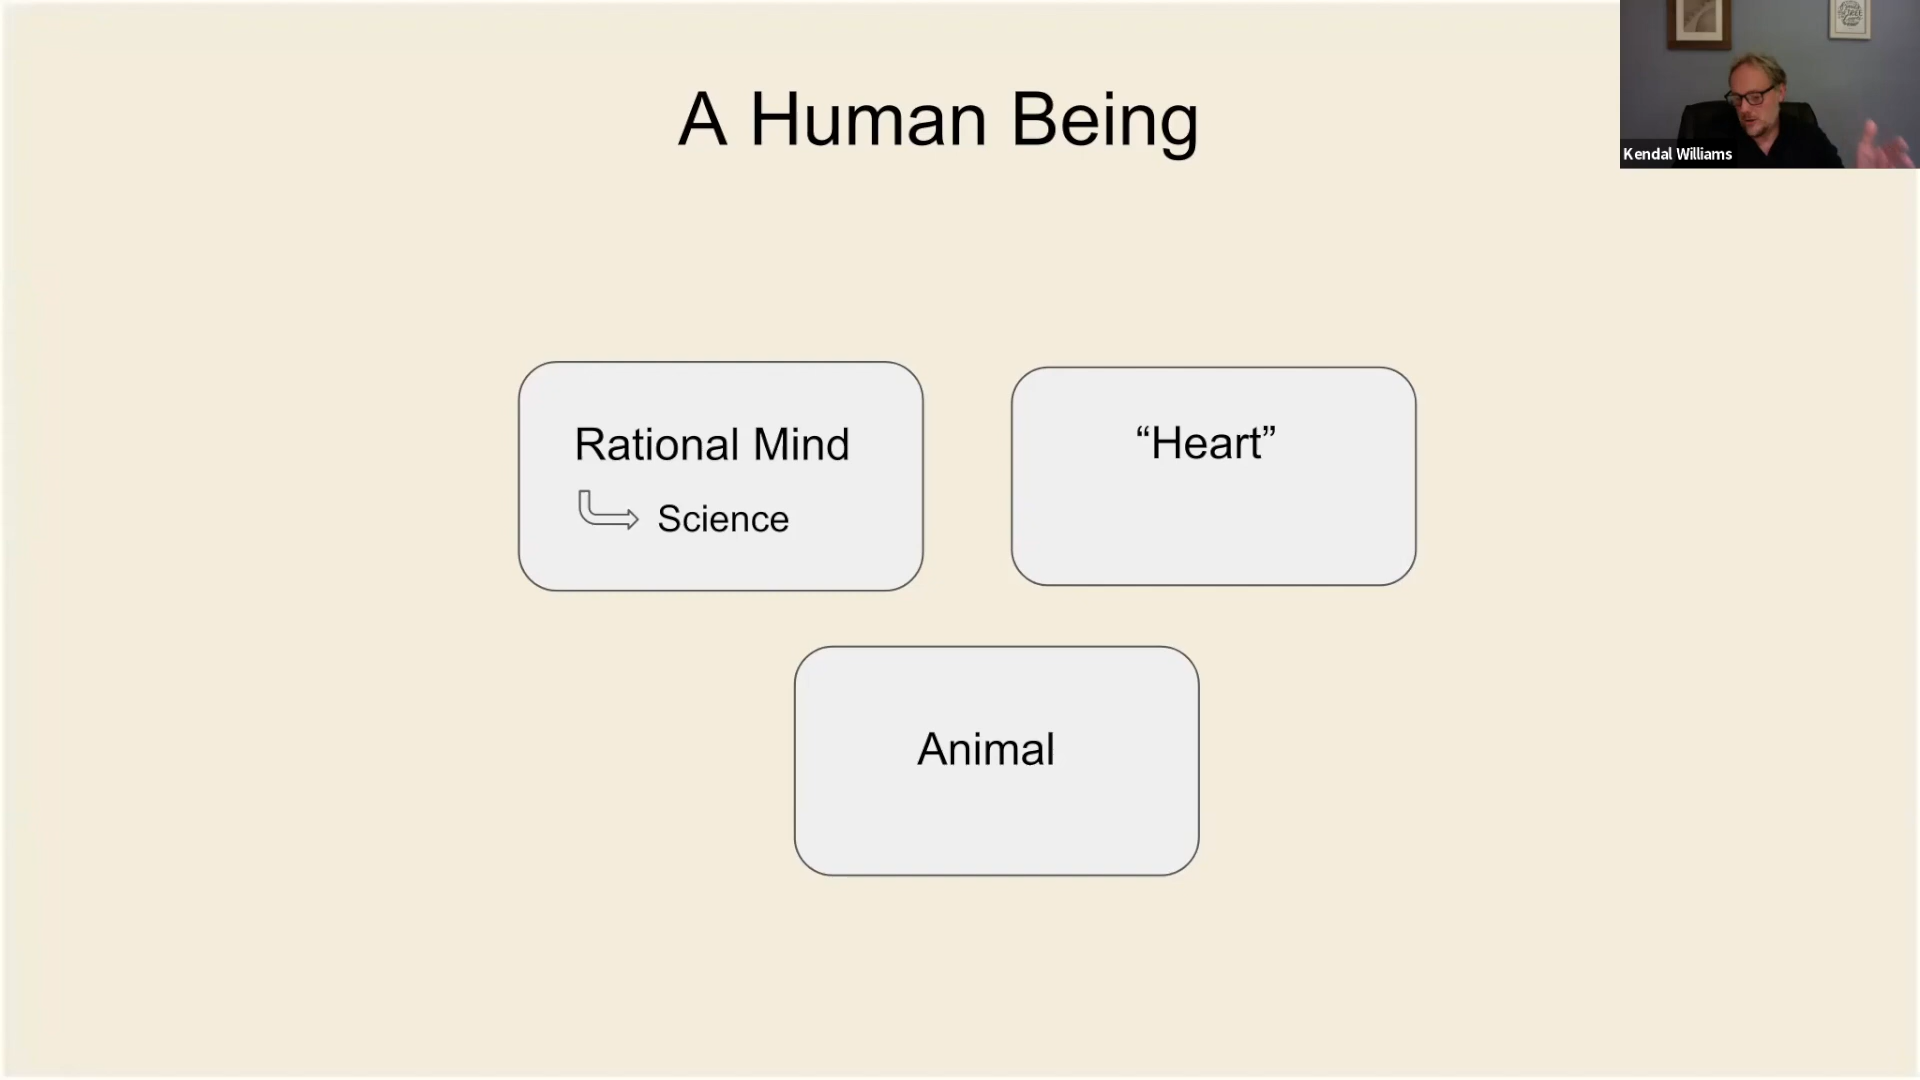 A Human Being
Kendal Williams
Rational Mind
Science
“Heart”
Animal